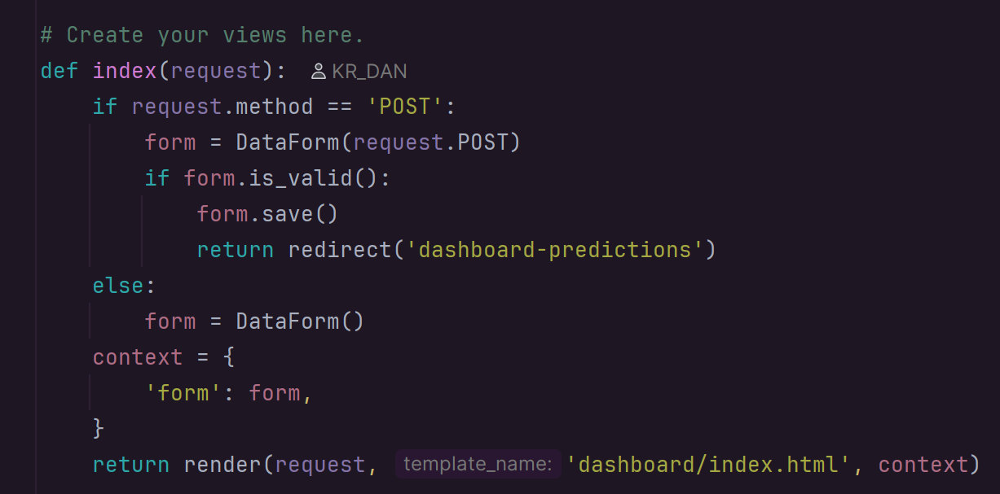 # Create your views here.
def index(request): KR_DAN
    if request.method == 'POST':
        form = DataForm(request.POST)
        if form.is_valid():
            form.save()
            return redirect('dashboard-predictions')
    else:
        form = DataForm()
    context = {
        'form': form,
    }
    return render(request, template_name: 'dashboard/index.html', context)